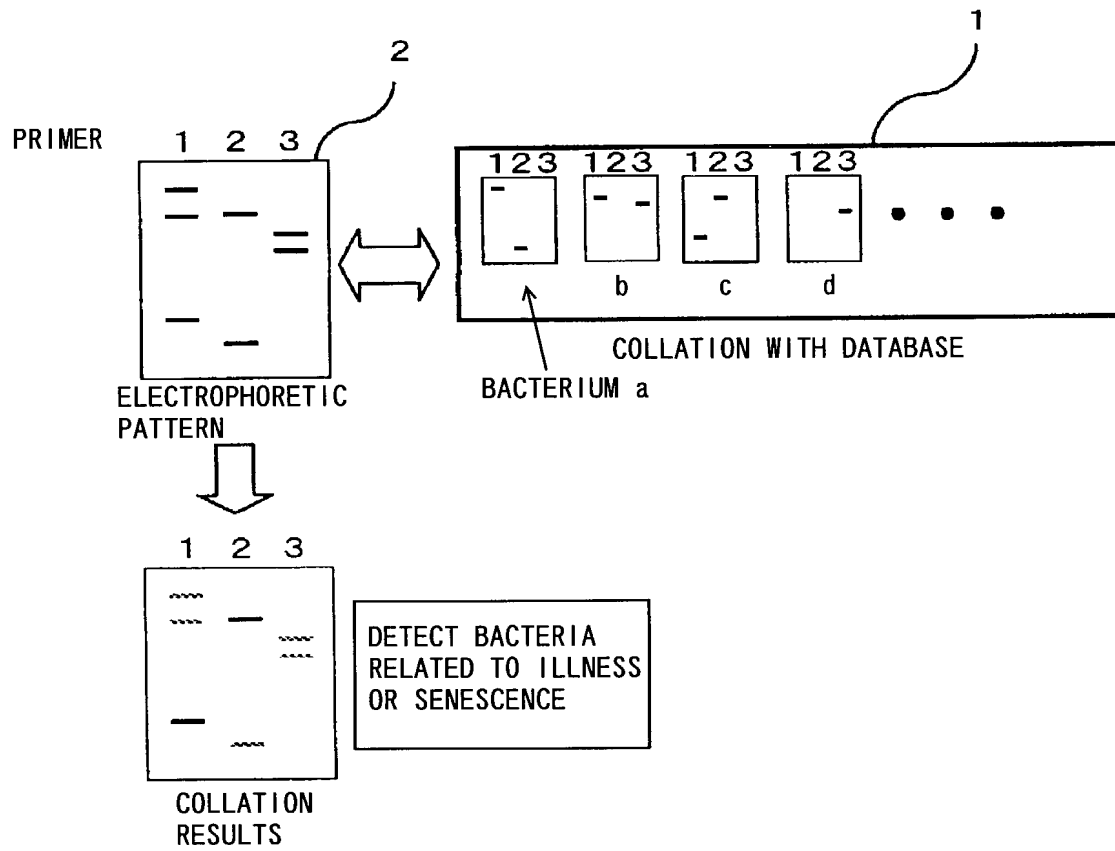 1
2
PRIMER
1 2 3
123 123 123 123
b c d
COLLATION WITH DATABASE
BACTERIUM a
ELECTROPHORETIC
PATTERN
1 2 3
DETECT BACTERIA
RELATED TO ILLNESS
OR SENESCENCE
COLLATION
RESULTS